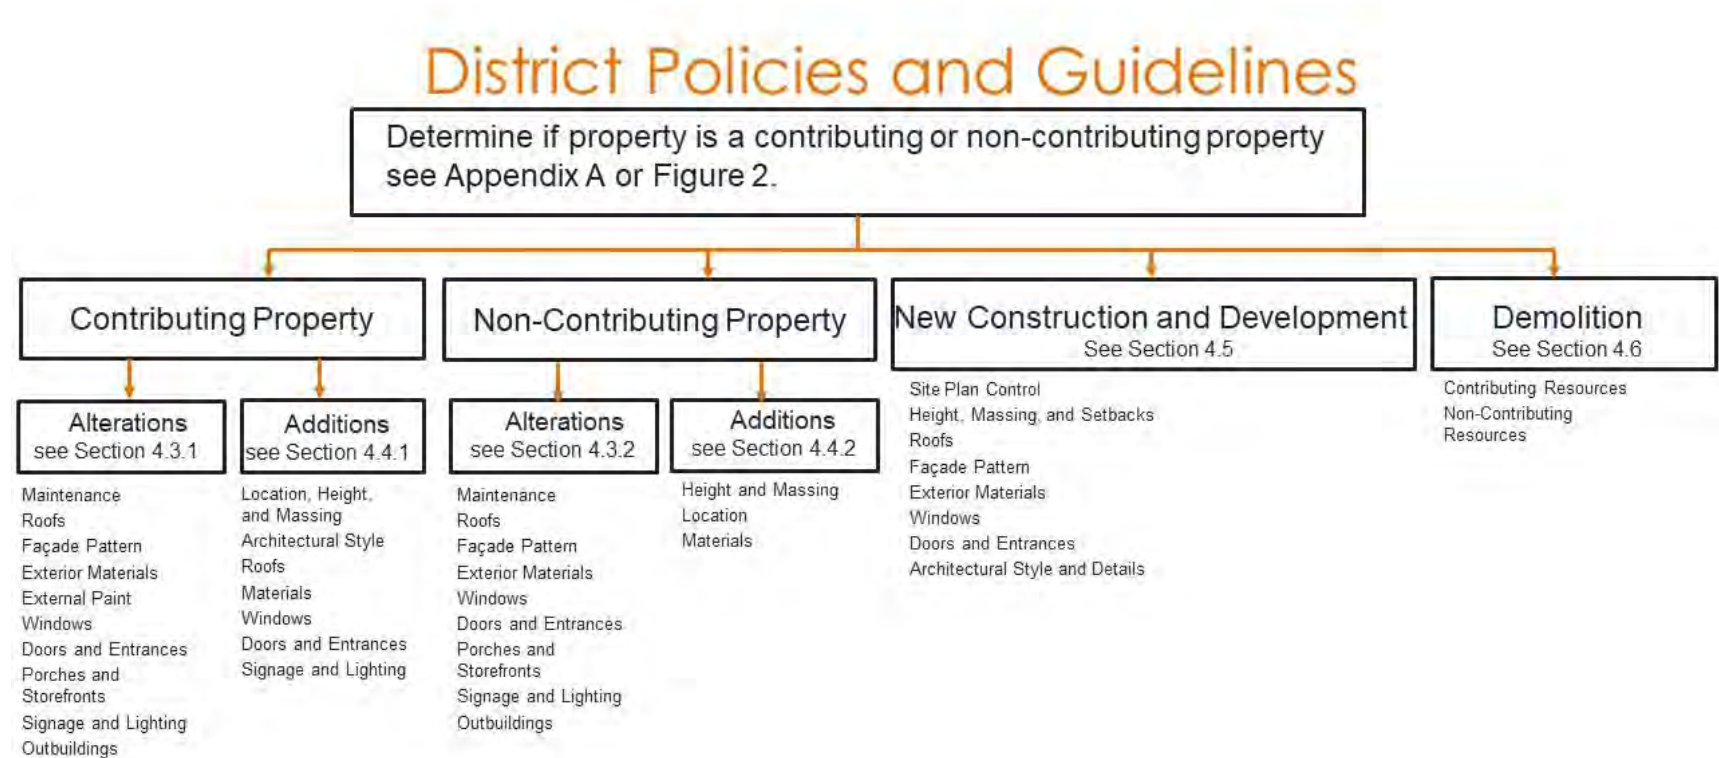 District Policies and Guidelines
Determine if property is a contributing or non-contributing property
see Appendix A or Figure 2.
Contributing Property
Alterations
see Section 4.3.1
Maintenance
Roofs
Façade Pattern
Exterior Materials
External Paint
Windows
Doors and Entrances
Porches and
Storefronts
Signage and Lighting
Outbuildings
Additions
see Section 4.4.1
Location, Height,
and Massing
Architectural Style
Roofs
Materials
Windows
Doors and Entrances
Signage and Lighting
Non-Contributing Property
Alterations
see Section 4.3.2
Maintenance
Roofs
Façade Pattern
Exterior Materials
Windows
Doors and Entrances
Porches and
Storefronts
Signage and Lighting
Outbuildings
Additions
see Section 4.4.2
Height and Massing
Location
Materials
New Construction and Development
See Section 4.5
Site Plan Control
Height, Massing, and Setbacks
Roofs
Façade Pattern
Exterior Materials
Windows
Doors and Entrances
Architectural Style and Details
Demolition
See Section 4.6
Contributing Resources
Non-Contributing
Resources